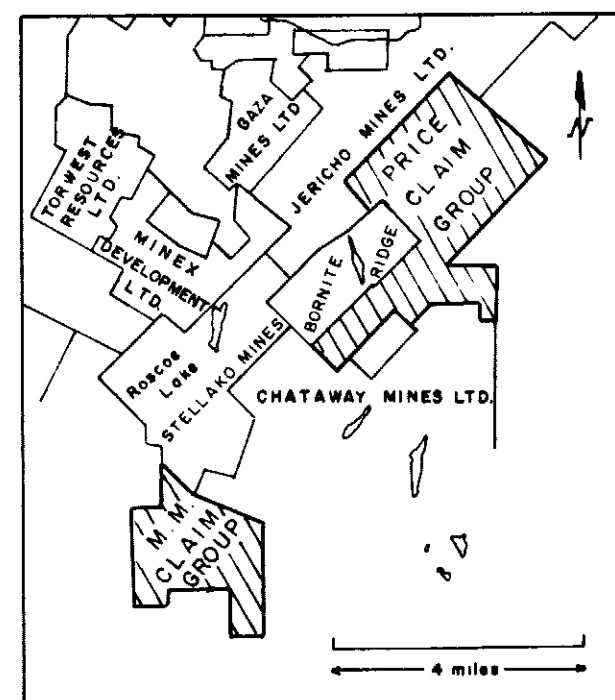 GAZA
MINES LTD
JERICHO MINES LTD.
PRICE
CLAIM
GROUP
N
TORWEST
RESOURCES
LTD.
MINEX
DEVELOPMENT
LTD.
BORNITE
RIDGE
Roscoe
Lake
STELLAKO MINES
CHATAWAY MINES LTD.
M. M.
CLAIM
GROUP
4 miles